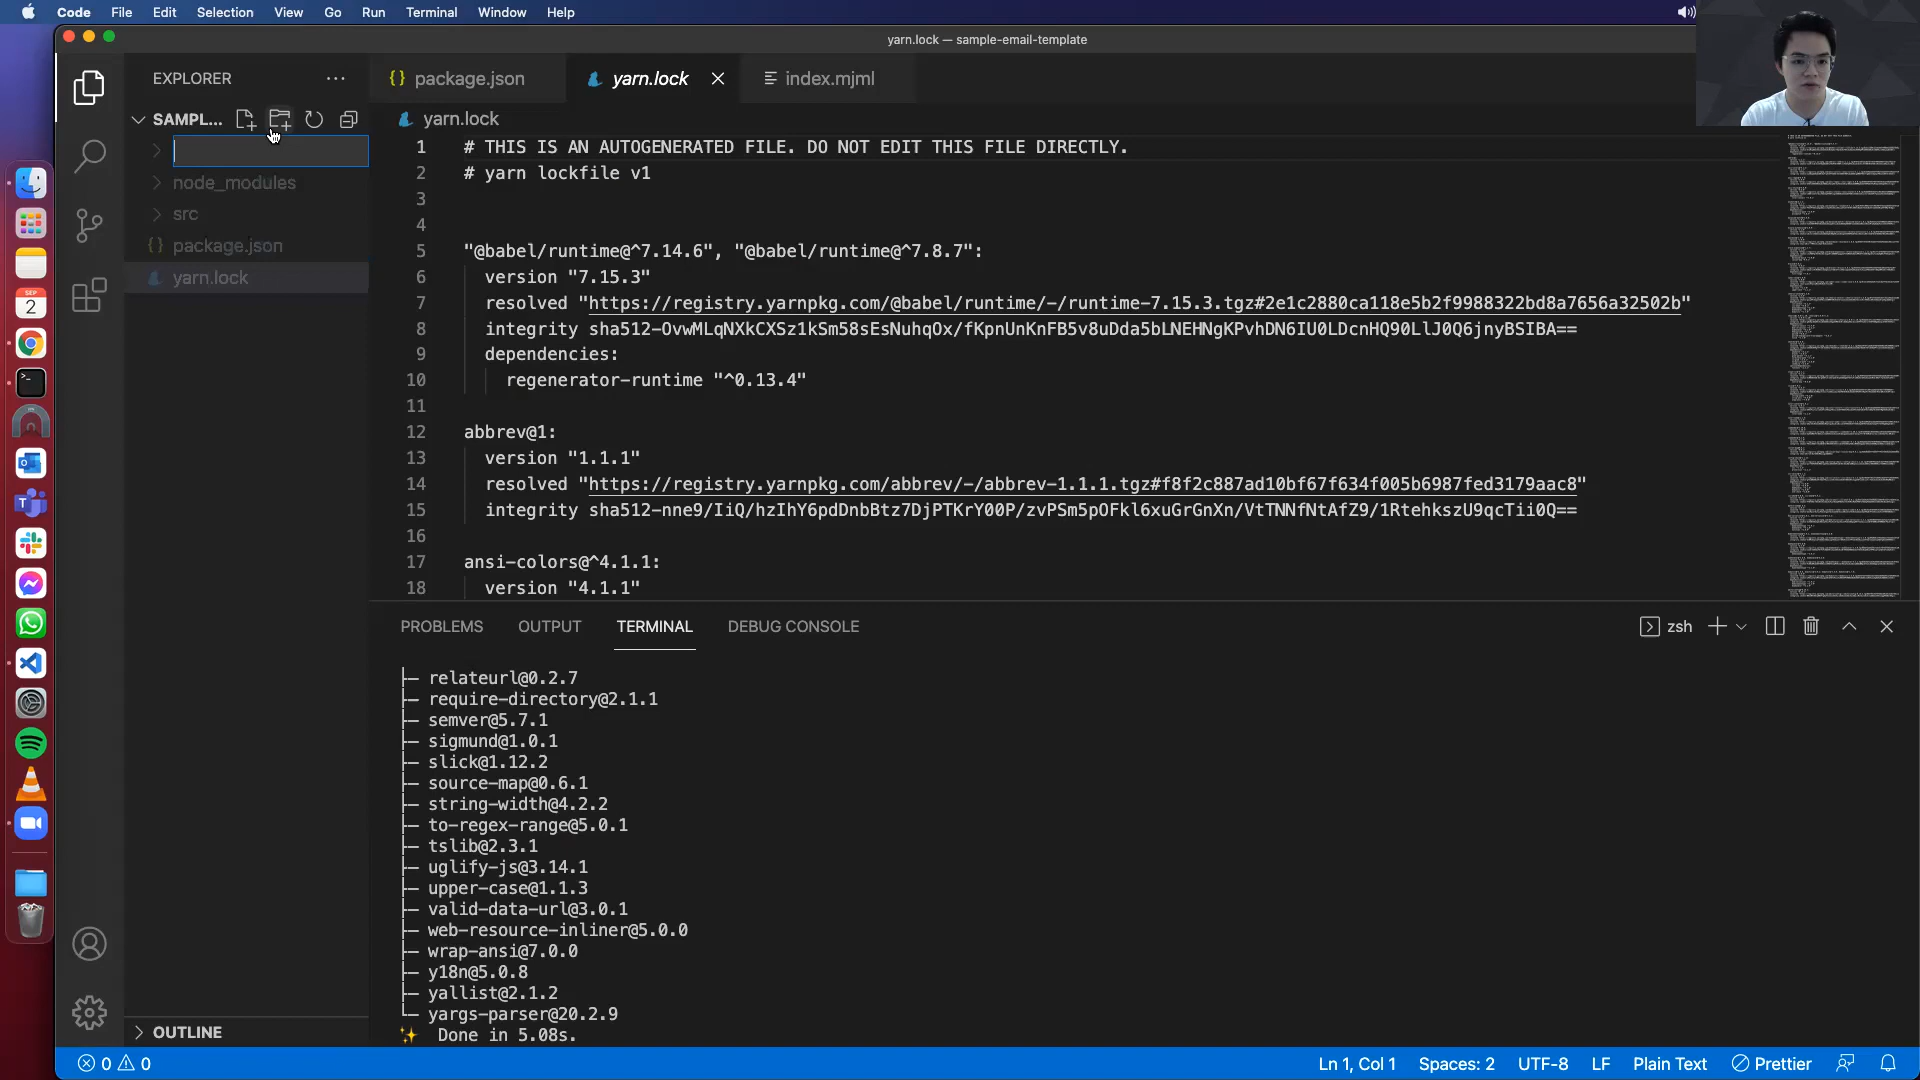 Code File Edit Selection View Go Run Terminal Window Help
yarn.lock — sample-email-template
EXPLORER
package.json
yarn.lock
index.mjml
SAMPL...
yarn.lock
node_modules
src
package.json
yarn.lock
SEP
2
1 # THIS IS AN AUTOGENERATED FILE. DO NOT EDIT THIS FILE DIRECTLY.
2 # yarn lockfile v1
3
4
5 "@babel/runtime@^7.14.6", "@babel/runtime@^7.8.7":
6 version "7.15.3"
7 resolved "https://registry.yarnpkg.com/@babel/runtime/-/runtime-7.15.3.tgz#2e1c2880ca118e5b2f9988322bd8a7656a32502b"
8 integrity sha512-OvwMLqNXkCXSz1kSm58sEsNuhqOx/fKpnUnKnFB5v8uDda5bLNEHNgKPvhDN6IU0LDcnHQ90LlJ0Q6jnyBSIBA==
9 dependencies:
10 regenerator-runtime "^0.13.4"
11
12 abbrev@1:
13 version "1.1.1"
14 resolved "https://registry.yarnpkg.com/abbrev/-/abbrev-1.1.1.tgz#f8f2c887ad10bf67f634f005b6987fed3179aac8"
15 integrity sha512-nne9/IiQ/hzIhY6pdDnbBtz7DjPTKrY00P/zvPSm5pOFkl6xuGrGnXn/VtTNNfNtAfZ9/1RtehkszU9qcTii0Q==
16
17 ansi-colors@^4.1.1:
18 version "4.1.1"
PROBLEMS OUTPUT TERMINAL DEBUG CONSOLE
zsh
├─ relateurl@0.2.7
├─ require-directory@2.1.1
├─ semver@5.7.1
├─ sigmund@1.0.1
├─ slick@1.12.2
├─ source-map@0.6.1
├─ string-width@4.2.2
├─ to-regex-range@5.0.1
├─ tslib@2.3.1
├─ uglify-js@3.14.1
├─ upper-case@1.1.3
├─ valid-data-url@3.0.1
├─ web-resource-inliner@5.0.0
├─ wrap-ansi@7.0.0
├─ y18n@5.0.8
├─ yallist@2.1.2
└─ yargs-parser@20.2.9
✨ Done in 5.08s.
OUTLINE
0 0
Ln 1, Col 1 Spaces: 2 UTF-8 LF Plain Text Prettier